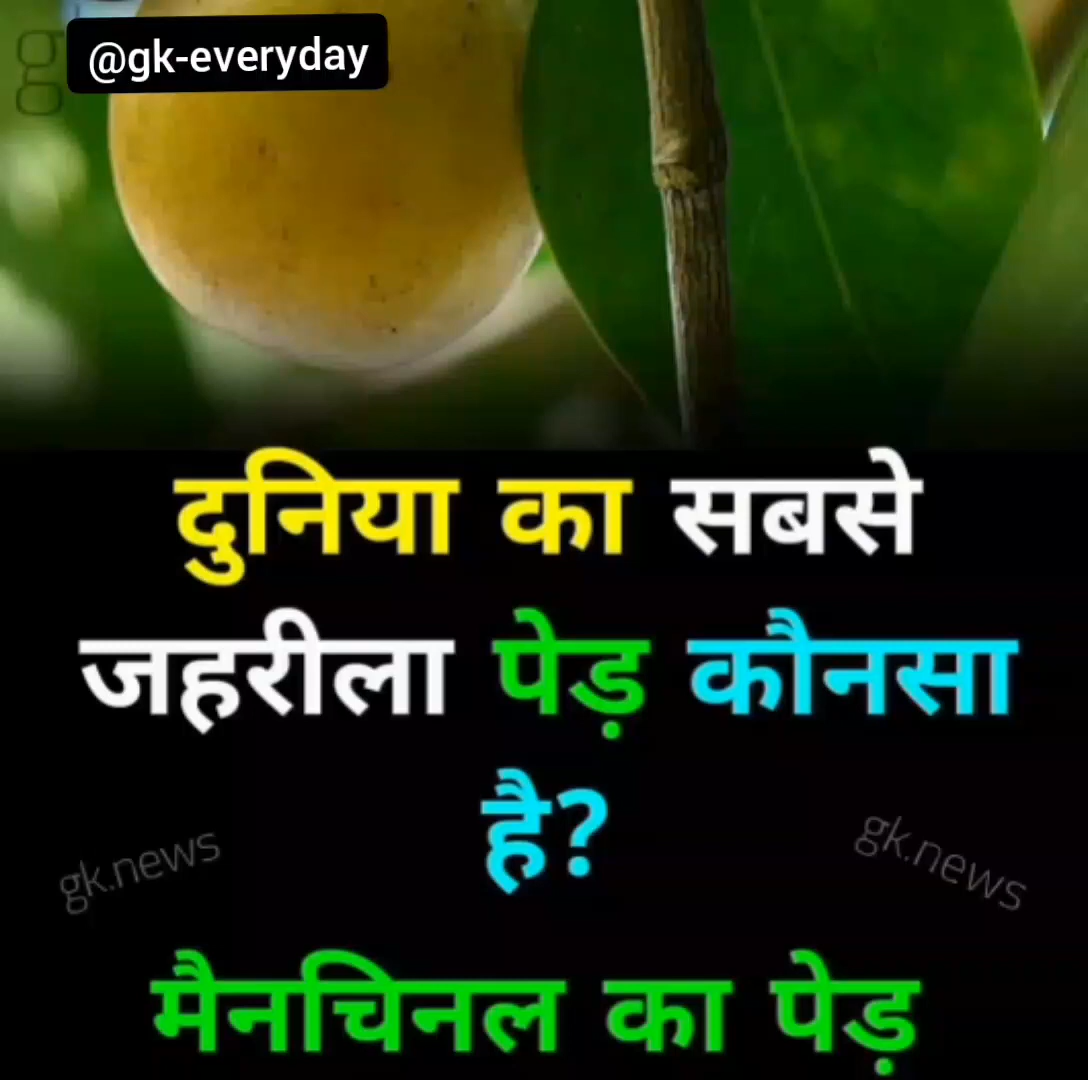 @gk-everyday
दुनिया का सबसे
जहरीला पेड़ कौनसा
है?
gk.news
gk.news
मैनचिनल का पेड़